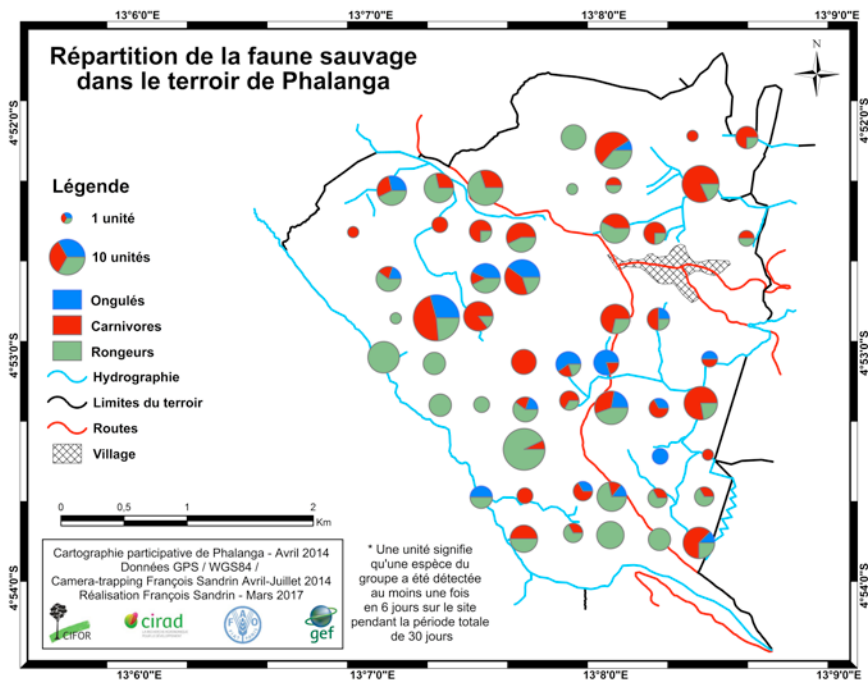 13°6'0"E
13°7'0"E
13°8'0"E
13°9'0"E
Répartition de la faune sauvage
dans le terroir de Phalanga
N
4°52'0"S
4°52'0"S
Légende
1 unité
10 unités
Ongulés
Carnivores
Rongeurs
Hydrographie
Limites du terroir
Routes
Village
4°53'0"S
4°53'0"S
0
0,5
1
2
Km
Cartographie participative de Phalanga - Avril 2014
Données GPS / WGS84 /
Camera-trapping François Sandrin Avril-Juillet 2014
Réalisation François Sandrin - Mars 2017
CIFOR
cirad
FAO
gef
* Une unité signifie
qu'une espèce du
groupe a été détectée
au moins une fois
en 6 jours sur le site
pendant la période totale
de 30 jours
4°54'0"S
4°54'0"S
13°6'0"E
13°7'0"E
13°8'0"E
13°9'0"E